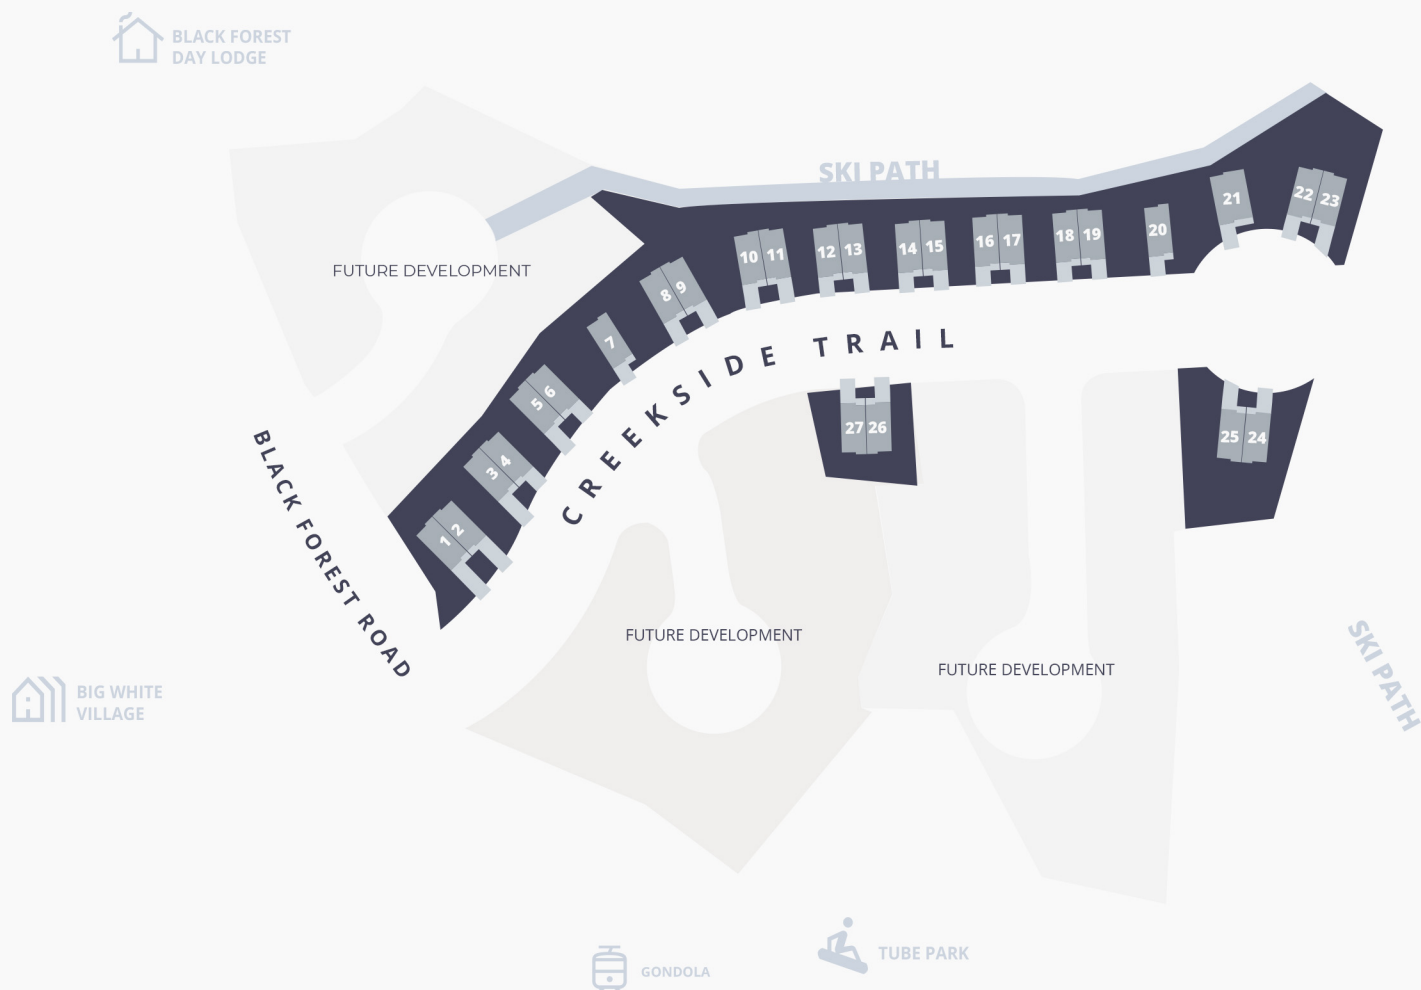 BLACK FOREST
DAY LODGE
SKI PATH
FUTURE DEVELOPMENT
1
2
3
4
5
6
7
8
9
10
11
12
13
14
15
16
17
18
19
20
21
22
23
CREEKSIDE TRAIL
27
26
25
24
BLACK FOREST ROAD
FUTURE DEVELOPMENT
FUTURE DEVELOPMENT
SKI PATH
BIG WHITE
VILLAGE
GONDOLA
TUBE PARK